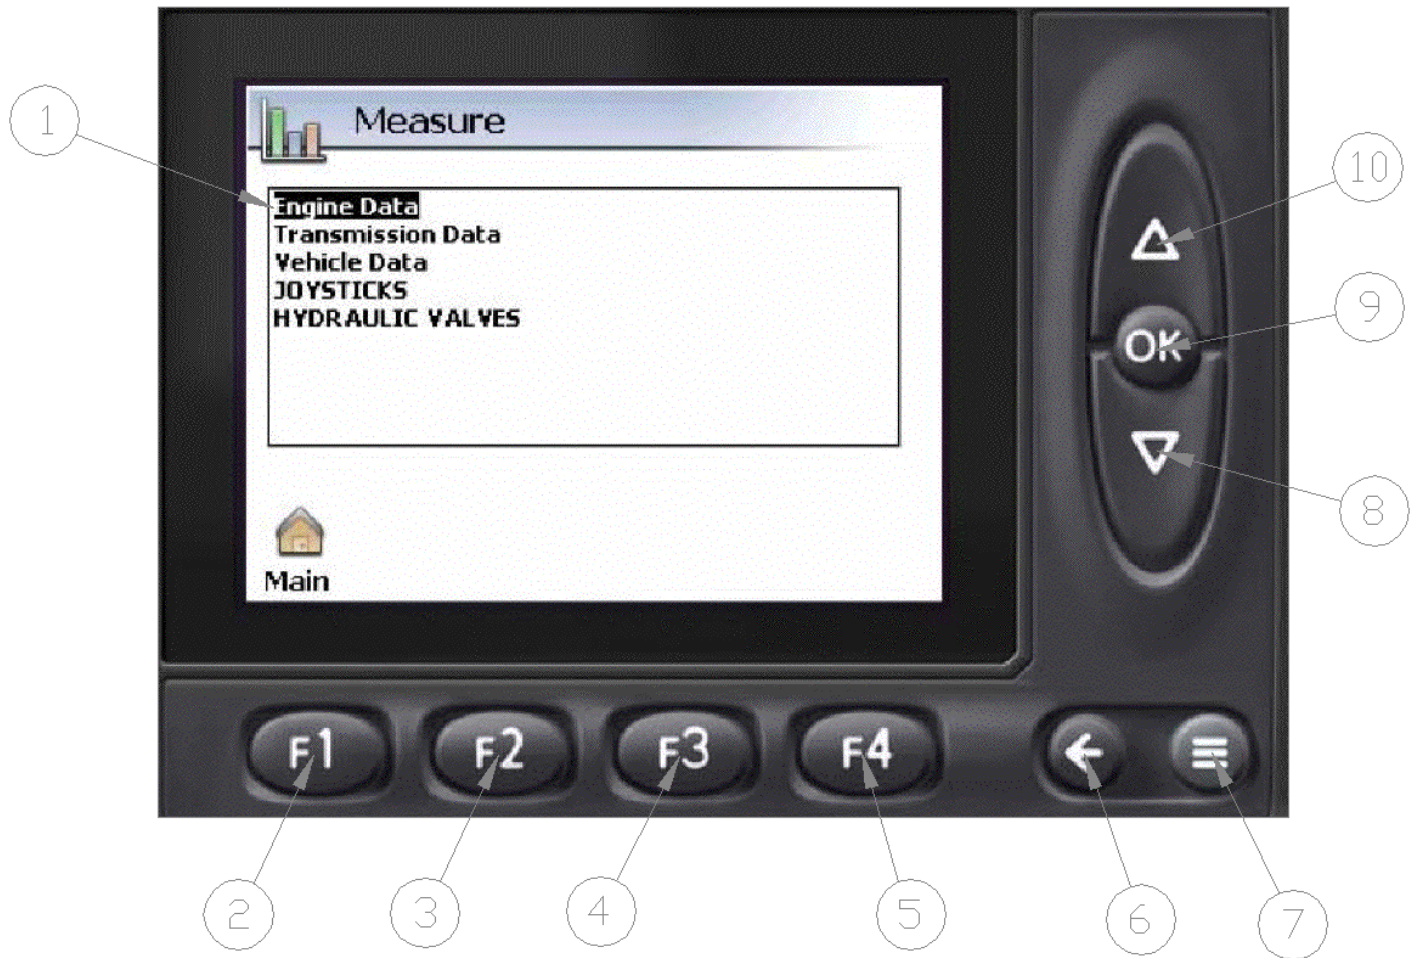 Measure
1
Engine Data
Transmission Data
Vehicle Data
JOYSTICKS
HYDRAULIC VALVES
Main
10
OK
9
8
F1
F2
F3
F4
2
3
4
5
6
7